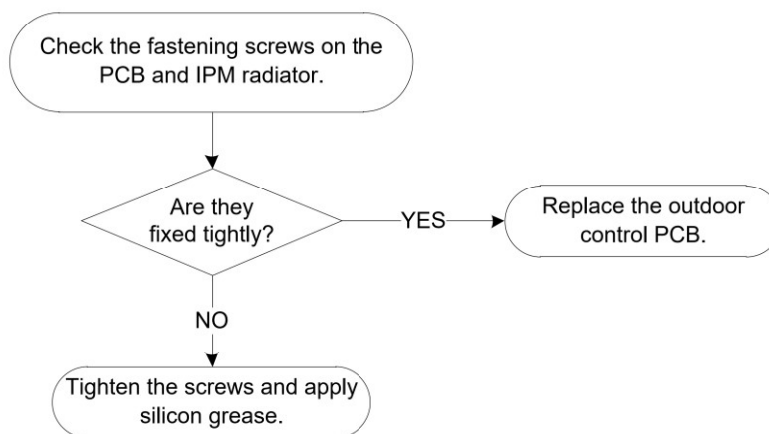 Check the fastening screws on the
PCB and IPM radiator.
Are they
fixed tightly?
YES
Replace the outdoor
control PCB.
NO
Tighten the screws and apply
silicon grease.